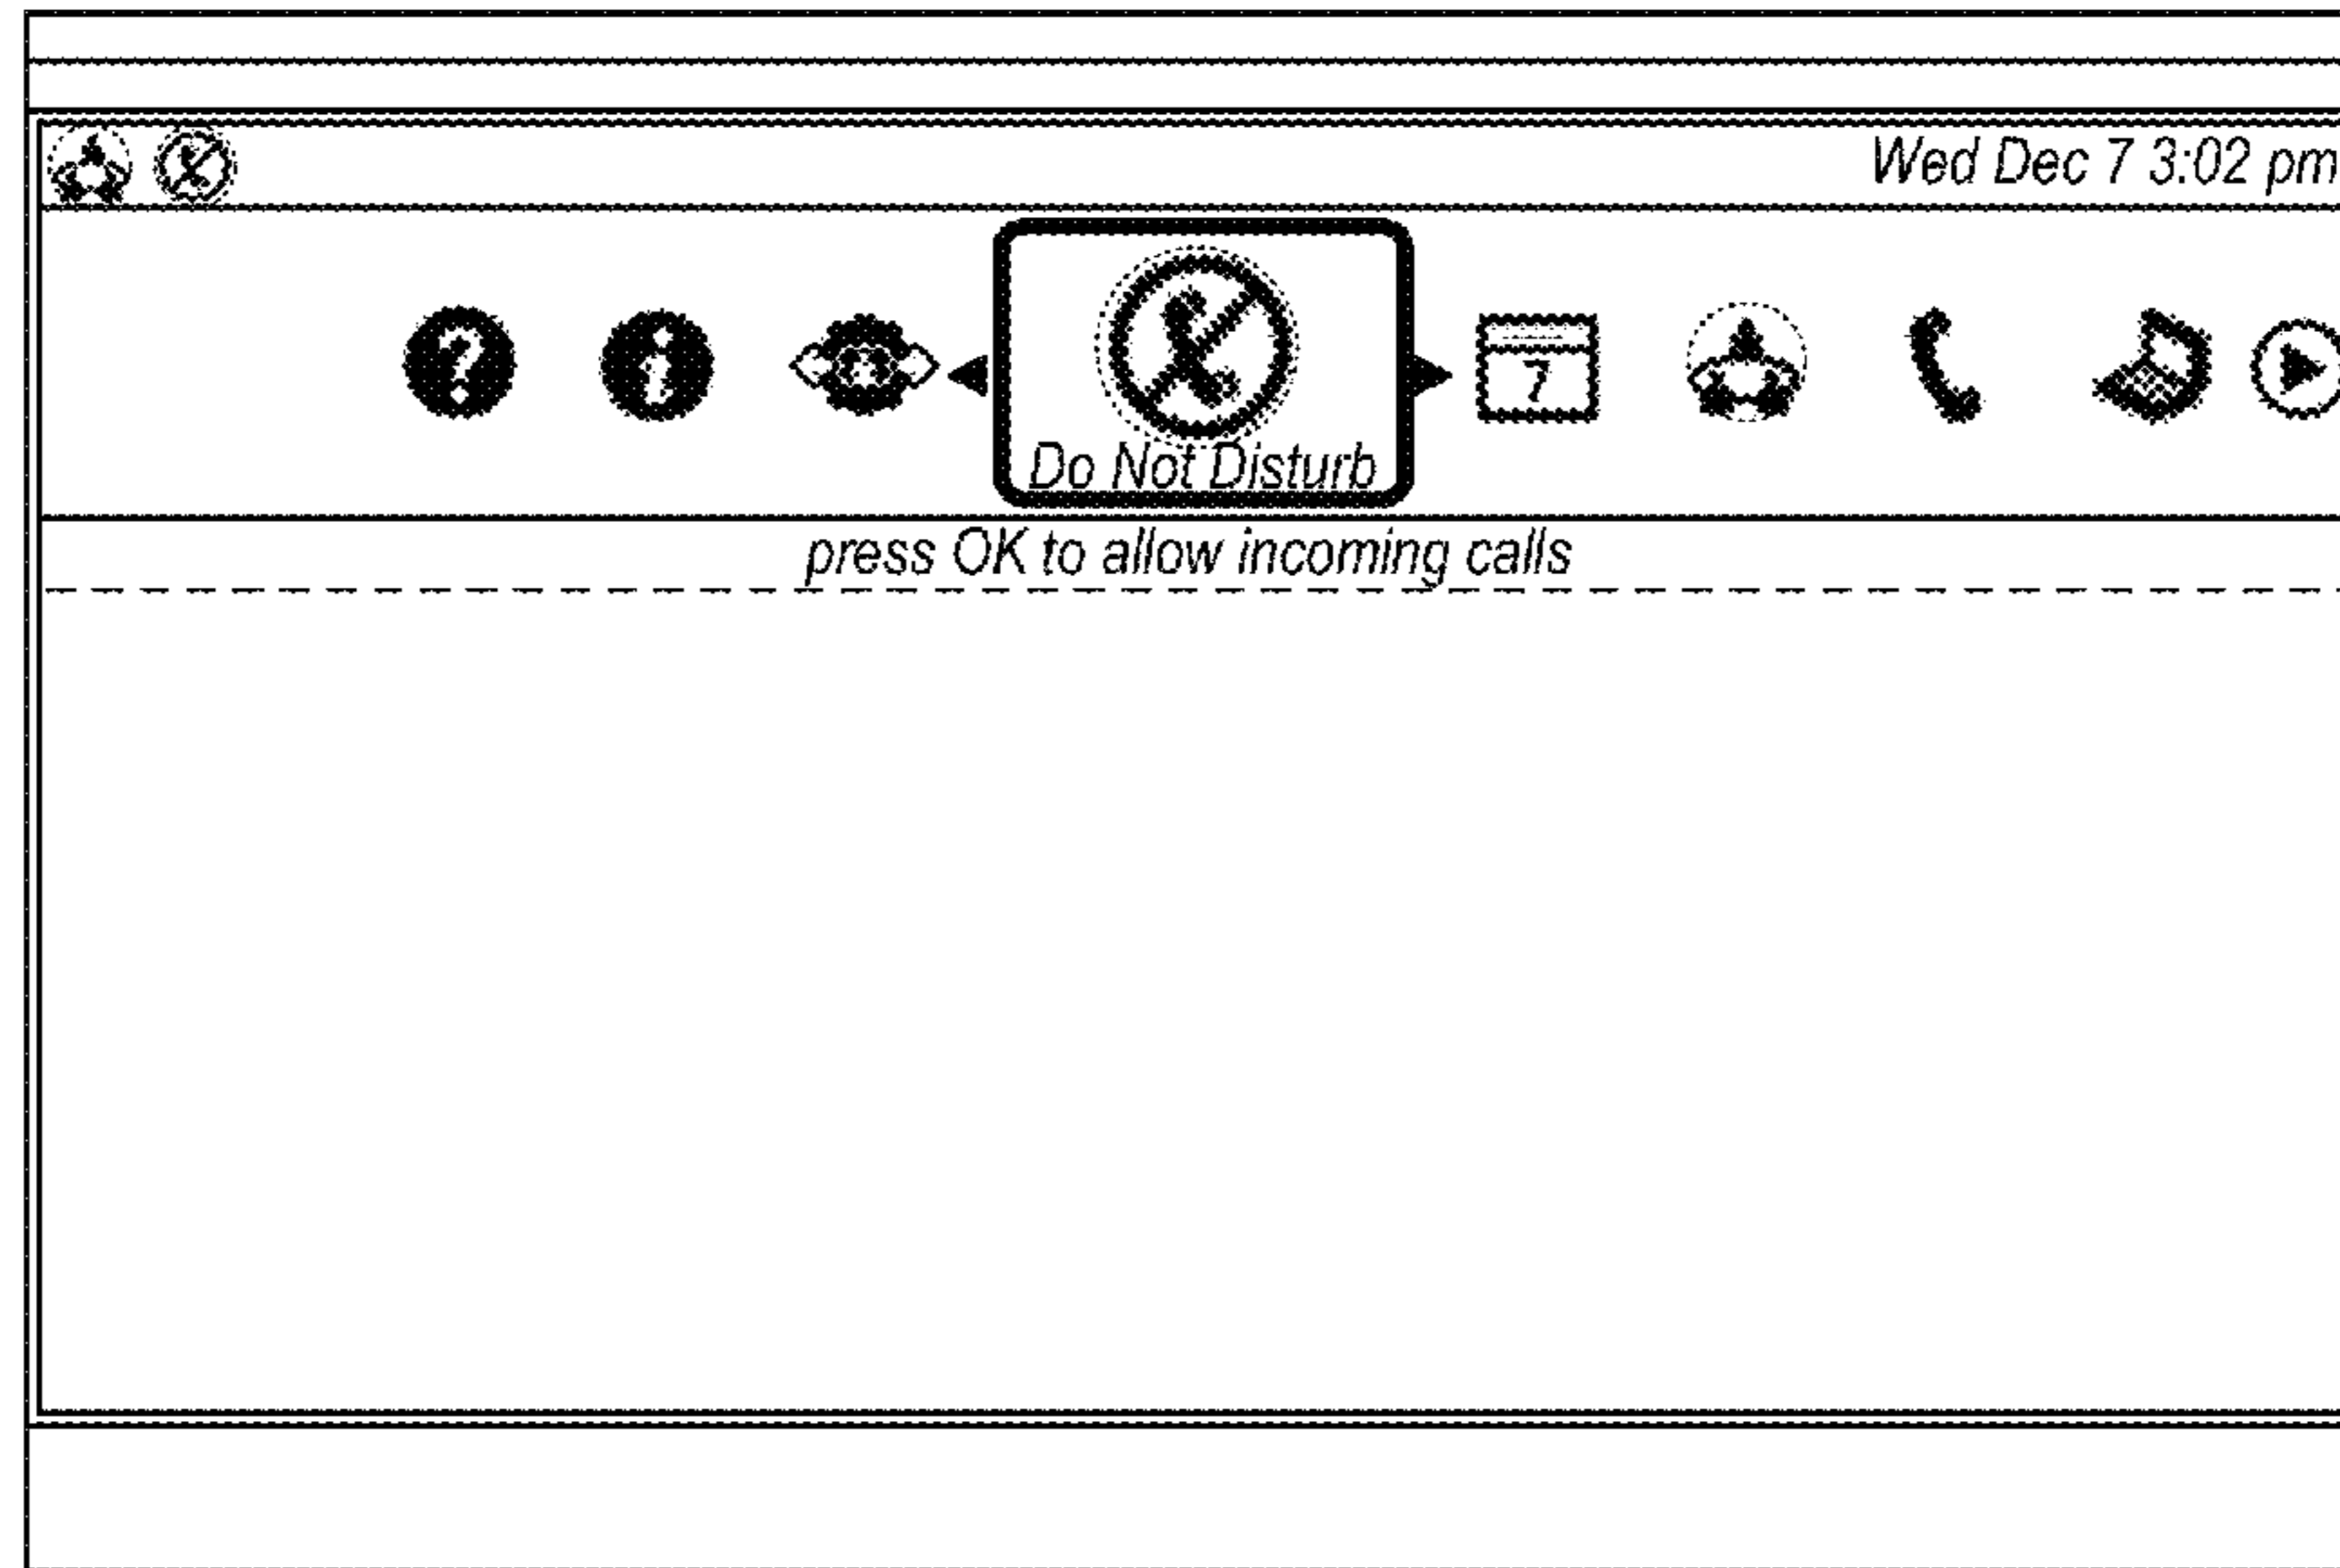 Wed Dec 7 3:02 pm
? i 7
Do Not Disturb
press OK to allow incoming calls